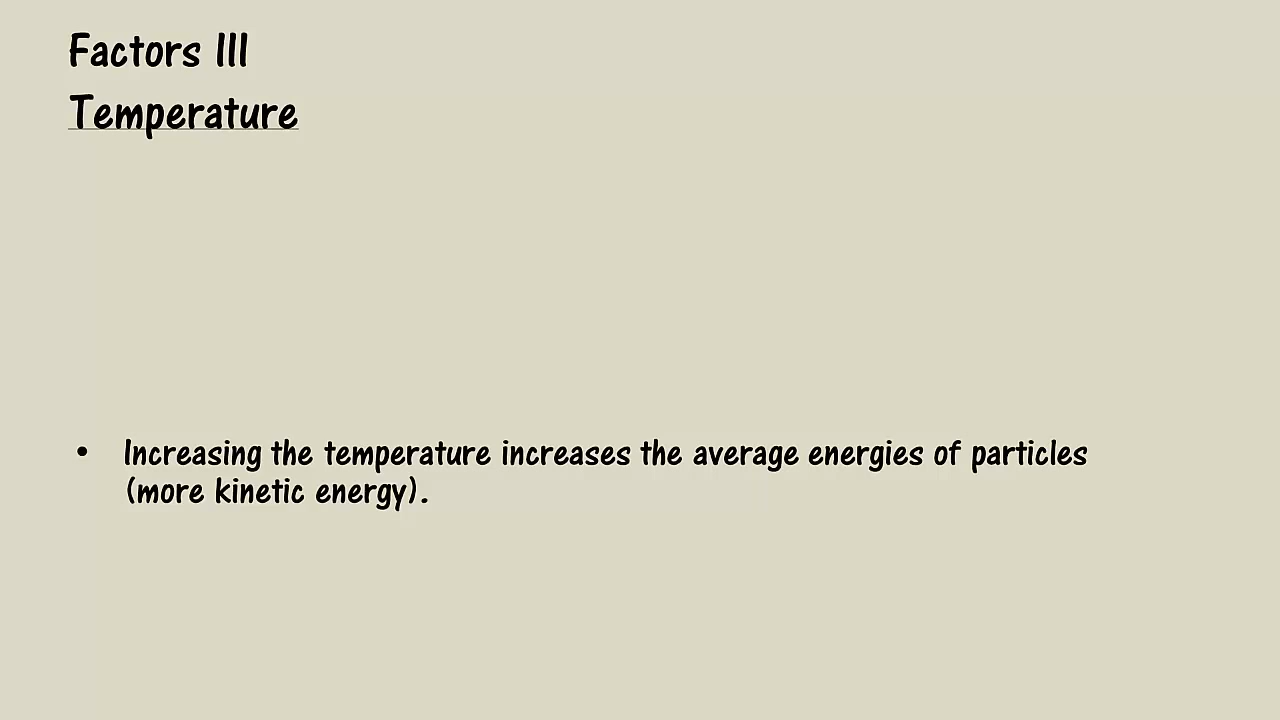 Factors III
Temperature
• Increasing the temperature increases the average energies of particles
(more kinetic energy).